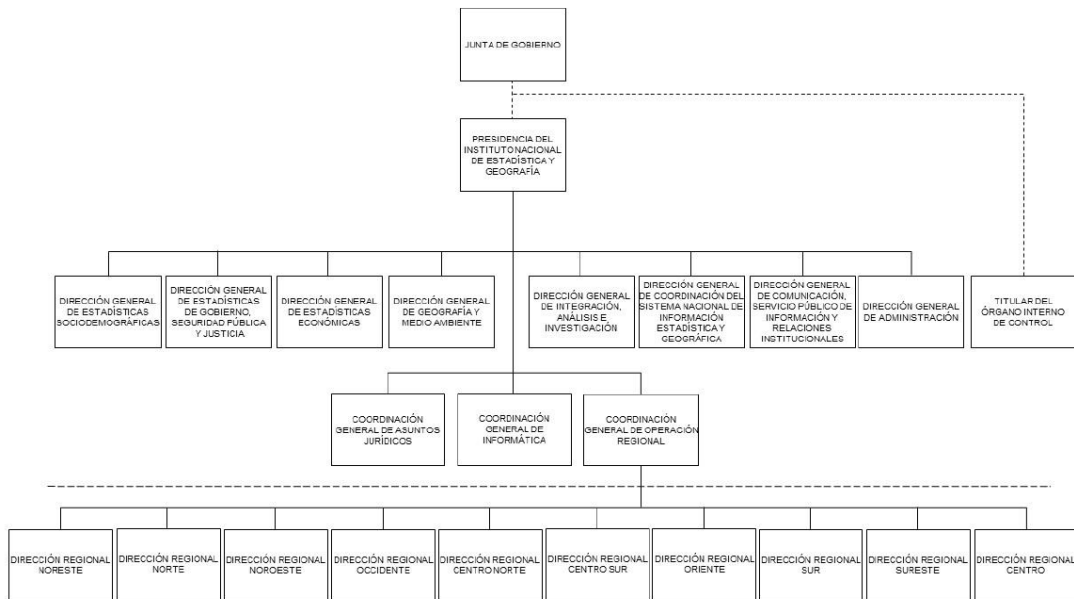 JUNTA DE GOBIERNO
PRESIDENCIA DEL
INSTITUTO NACIONAL
DE ESTADÍSTICA Y
GEOGRAFÍA
DIRECCIÓN GENERAL
DE ESTADÍSTICAS
SOCIODEMOGRÁFICAS
DIRECCIÓN GENERAL
DE ESTADÍSTICAS
DE GOBIERNO,
SEGURIDAD PÚBLICA
Y JUSTICIA
DIRECCIÓN GENERAL
DE ESTADÍSTICAS
ECONÓMICAS
DIRECCIÓN GENERAL
DE GEOGRAFÍA Y
MEDIO AMBIENTE
DIRECCIÓN GENERAL
DE INTEGRACIÓN,
ANÁLISIS E
INVESTIGACIÓN
DIRECCIÓN GENERAL
DE COORDINACIÓN DEL
SISTEMA NACIONAL DE
INFORMACIÓN
ESTADÍSTICA Y
GEOGRÁFICA
DIRECCIÓN GENERAL
DE COMUNICACIÓN,
SERVICIO PÚBLICO DE
INFORMACIÓN Y
RELACIONES
INSTITUCIONALES
DIRECCIÓN GENERAL
DE ADMINISTRACIÓN
TITULAR DEL
ÓRGANO INTERNO
DE CONTROL
COORDINACIÓN
GENERAL DE ASUNTOS
JURÍDICOS
COORDINACIÓN
GENERAL DE
INFORMÁTICA
COORDINACIÓN
GENERAL DE OPERACIÓN
REGIONAL
DIRECCIÓN REGIONAL
NORESTE
DIRECCIÓN REGIONAL
NORTE
DIRECCIÓN REGIONAL
NOROESTE
DIRECCIÓN REGIONAL
OCCIDENTE
DIRECCIÓN REGIONAL
CENTRO NORTE
DIRECCIÓN REGIONAL
CENTRO SUR
DIRECCIÓN REGIONAL
ORIENTE
DIRECCIÓN REGIONAL
SUR
DIRECCIÓN REGIONAL
SURESTE
DIRECCIÓN REGIONAL
CENTRO